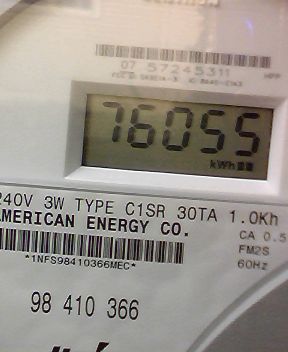 07 57245311
76055
kWh
240V 3W TYPE C1SR 30TA 1.0Kh
AMERICAN ENERGY CO.
CA 0.5
FM2S
*1NFS98410366MEC*
60Hz
98 410 366